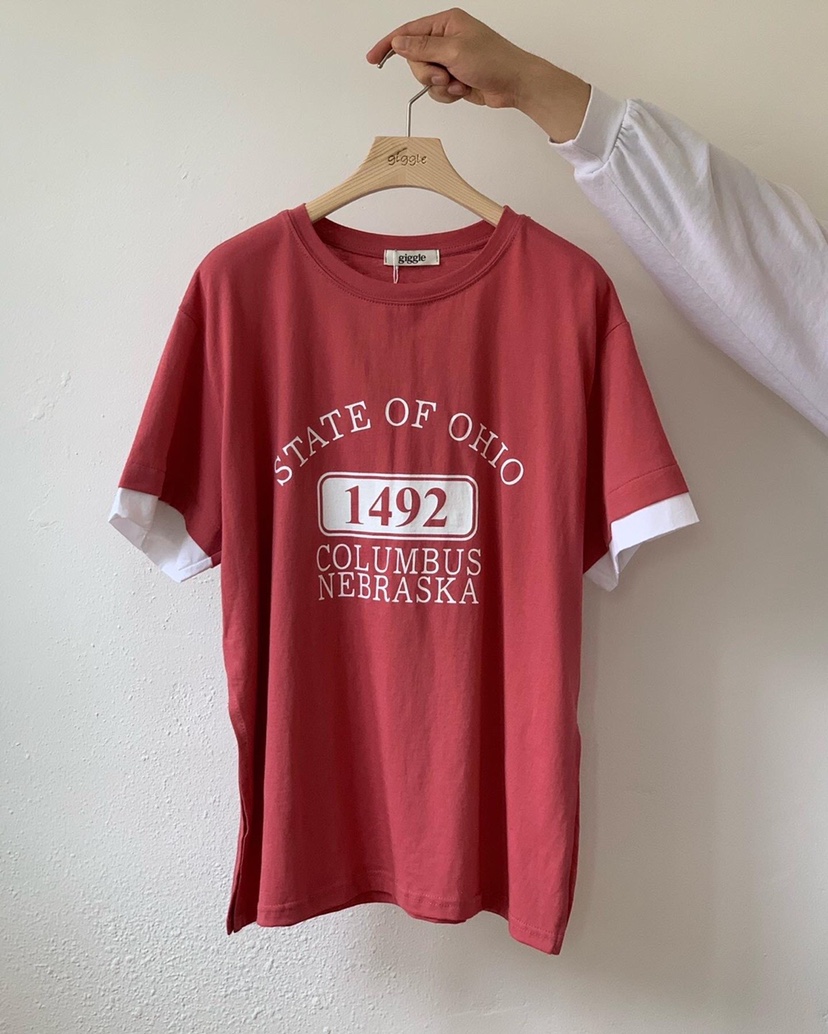 giggle
giggle
STATE OF OHIO
1492
COLUMBUS
NEBRASKA